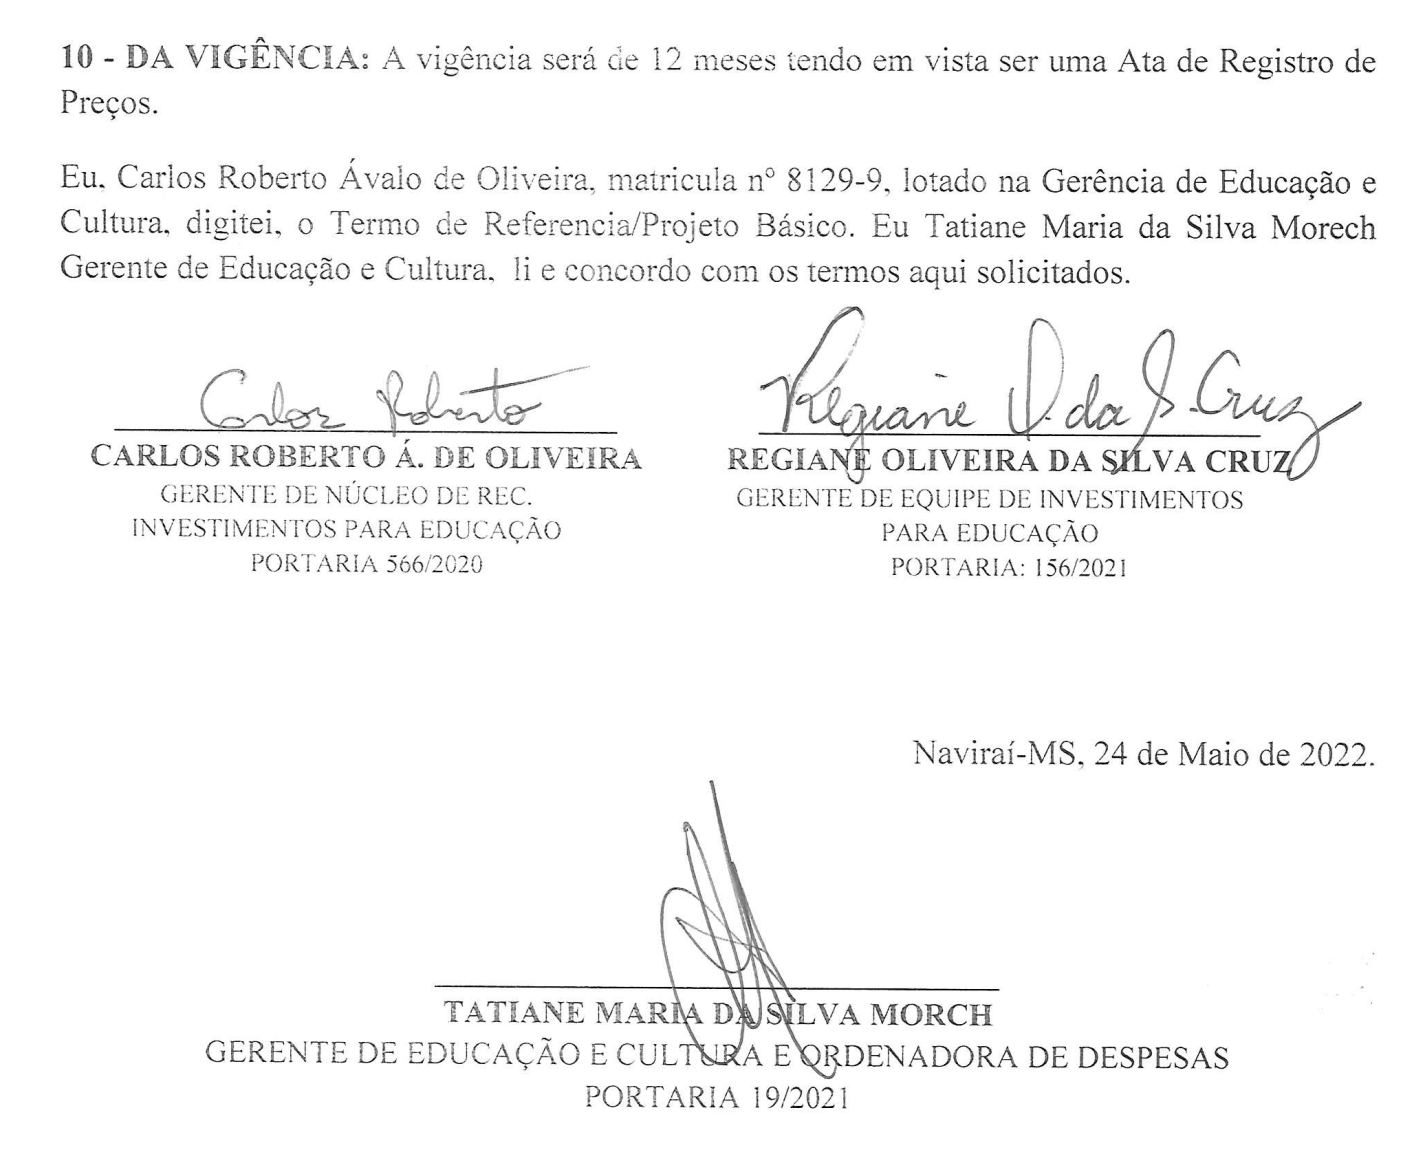 10 - DA VIGÊNCIA: A vigência será de 12 meses tendo em vista ser uma Ata de Registro de
Preços.
Eu, Carlos Roberto Ávalo de Oliveira, matricula nº 8129-9, lotado na Gerência de Educação e
Cultura, digitei, o Termo de Referencia/Projeto Básico. Eu Tatiane Maria da Silva Morech
Gerente de Educação e Cultura, li e concordo com os termos aqui solicitados.
Carlos Roberto
CARLOS ROBERTO Á. DE OLIVEIRA
GERENTE DE NÚCLEO DE REC.
INVESTIMENTOS PARA EDUCAÇÃO
PORTARIA 566/2020
Regiane O. da S. Cruz
REGIANE OLIVEIRA DA SILVA CRUZ
GERENTE DE EQUIPE DE INVESTIMENTOS
PARA EDUCAÇÃO
PORTARIA: 156/2021
Naviraí-MS, 24 de Maio de 2022.
TATIANE MARIA DA SILVA MORCH
GERENTE DE EDUCAÇÃO E CULTURA E ORDENADORA DE DESPESAS
PORTARIA 19/2021